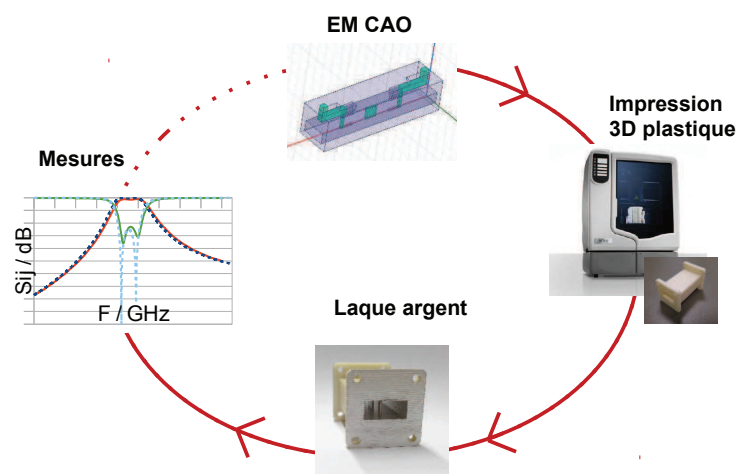 EM CAO
Impression
3D plastique
Mesures
Sij / dB
F / GHz
Laque argent